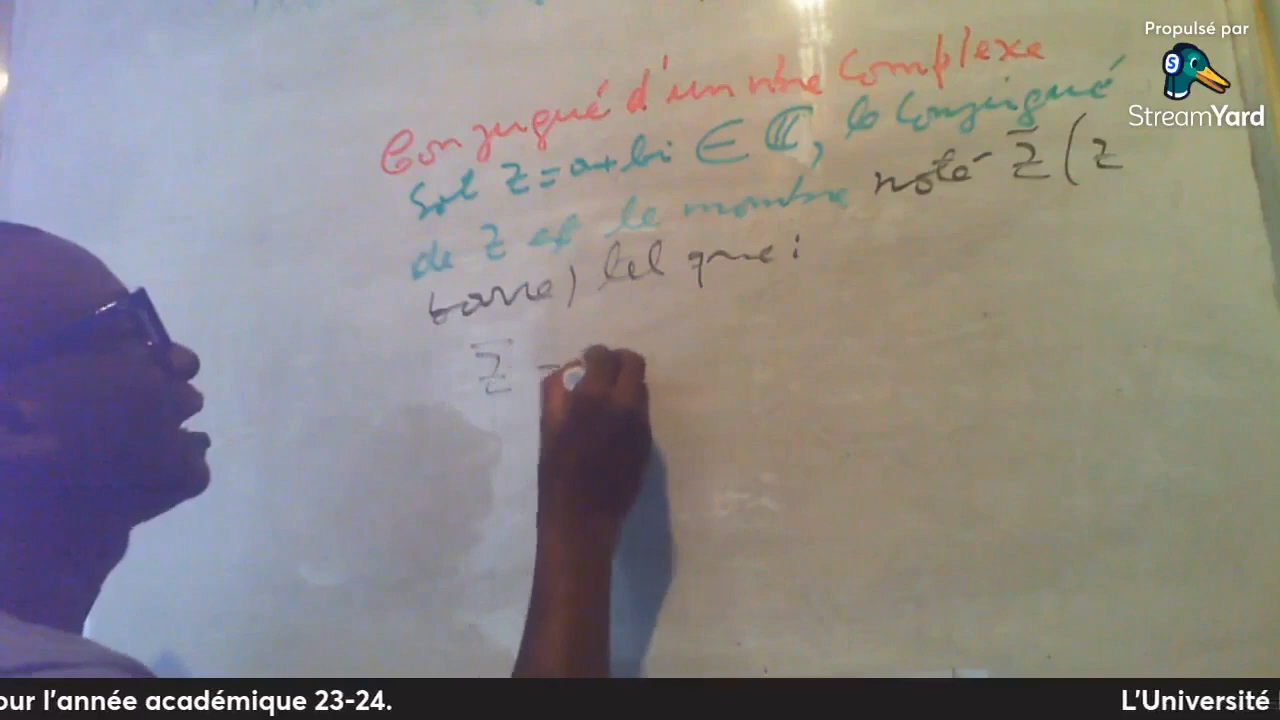 Propulsé par
StreamYard
Conjugué d'un nbre Complexe
Soit Z = a+bi ∈ ℂ, le Conjugué
de Z est le nombre noté Z̄ (Z
barre) tel que :
Z̄ =
our l'année académique 23-24.
L'Université